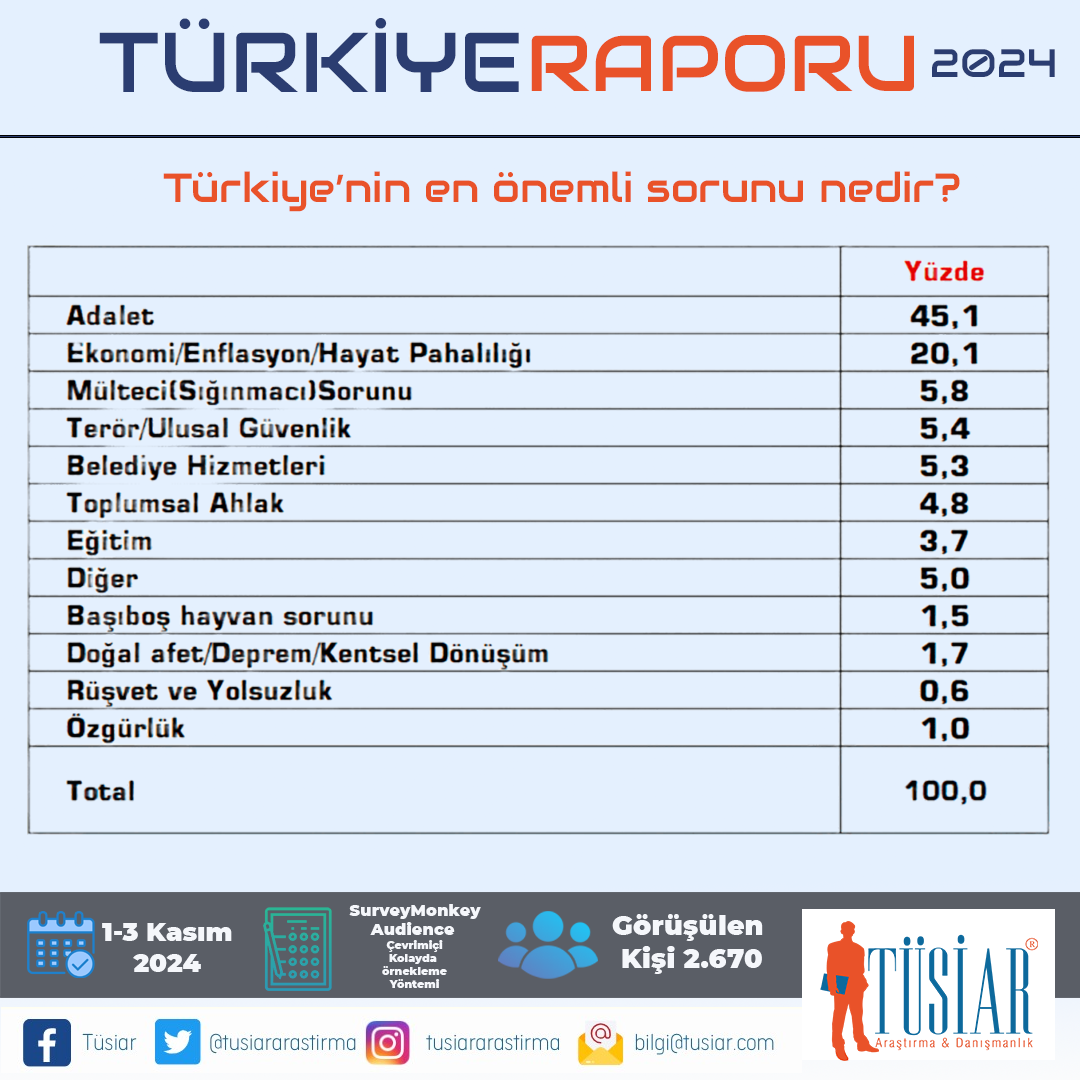 TÜRKİYERAPORU 2024
Türkiye'nin en önemli sorunu nedir?
Yüzde
Adalet 45,1
Ekonomi/Enflasyon/Hayat Pahalılığı 20,1
Mülteci(Sığınmacı)Sorunu 5,8
Terör/Ulusal Güvenlik 5,4
Belediye Hizmetleri 5,3
Toplumsal Ahlak 4,8
Eğitim 3,7
Diğer 5,0
Başıboş hayvan sorunu 1,5
Doğal afet/Deprem/Kentsel Dönüşüm 1,7
Rüşvet ve Yolsuzluk 0,6
Özgürlük 1,0
Total 100,0
1-3 Kasım
2024
SurveyMonkey
Audience
Çevrimiçi
Kolayda
örnekleme
Yöntemi
Görüşülen
Kişi 2.670
TÜSİAR®
Araştırma & Danışmanlık
Tüsiar
@tusiararastirma
tusiararastirma
bilgi@tusiar.com